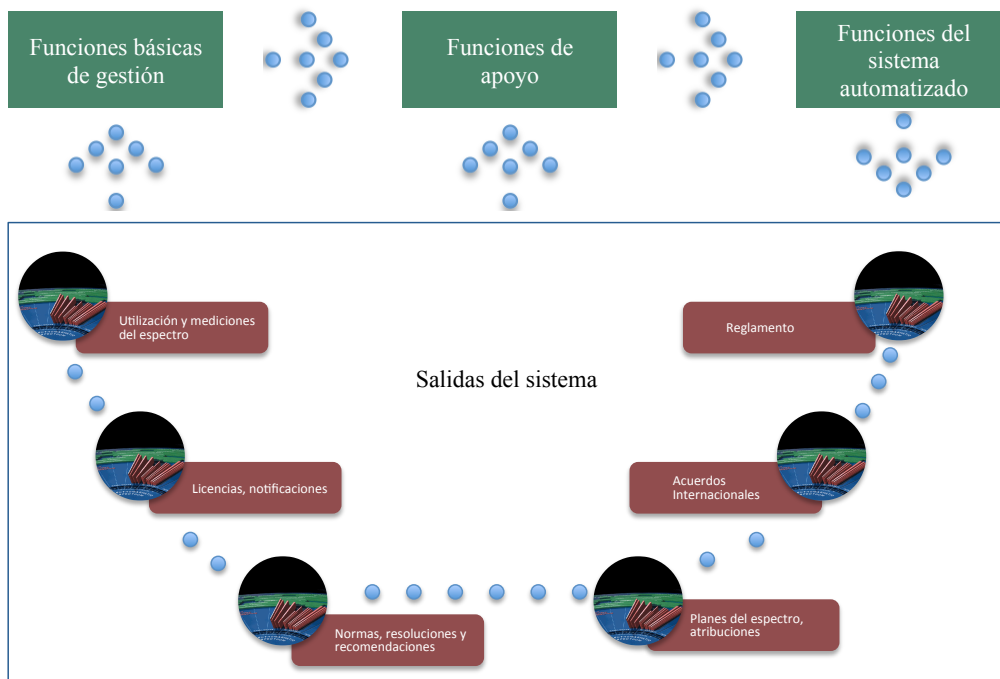 Funciones básicas
de gestión
Funciones de
apoyo
Funciones del
sistema
automatizado
Utilización y mediciones
del espectro
Reglamento
Salidas del sistema
Licencias, notificaciones
Acuerdos
Internacionales
Normas, resoluciones y
recomendaciones
Planes del espectro,
atribuciones